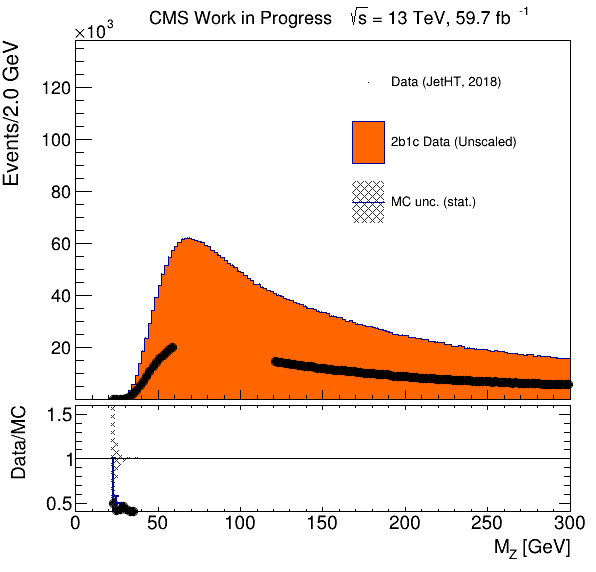 CMS Work in Progress √s = 13 TeV, 59.7 fb⁻¹
×10³
Events/2.0 GeV
120
100
80
60
40
20
Data (JetHT, 2018)
2b1c Data (Unscaled)
MC unc. (stat.)
Data/MC
1.5
1
0.5
0 50 100 150 200 250 300
M_Z [GeV]